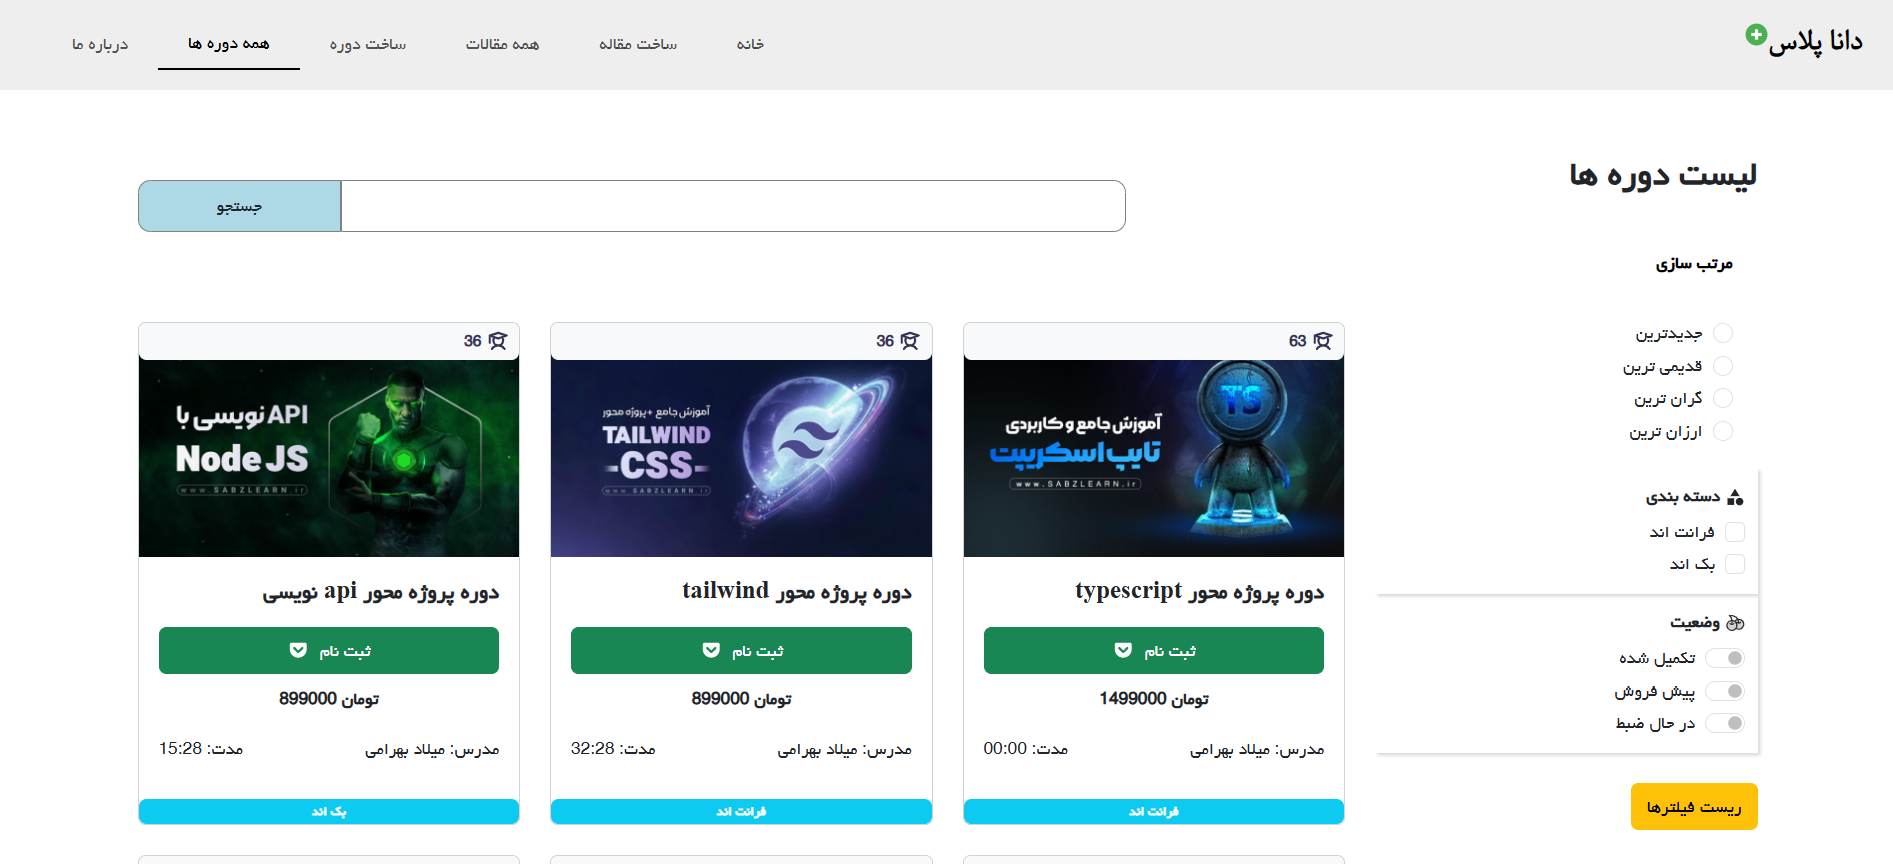 دانا پلاس
خانه
ساخت مقاله
همه مقالات
ساخت دوره
همه دوره ها
درباره ما
لیست دوره ها
جستجو
مرتب سازی
جدیدترین
قدیمی ترین
گران ترین
ارزان ترین
دسته بندی
فرانت اند
بک اند
وضعیت
تکمیل شده
پیش فروش
در حال ضبط
ریست فیلترها
63
TS
آموزش جامع و کاربردی
تایپ اسکریپت
www.SABZLEARN.ir
دوره پروژه محور typescript
ثبت نام
1499000 تومان
مدرس: میلاد بهرامی
مدت: 00:00
فرانت اند
36
آموزش جامع + پروژه محور
TAILWIND
-CSS-
www.SABZLEARN.ir
دوره پروژه محور tailwind
ثبت نام
899000 تومان
مدرس: میلاد بهرامی
مدت: 32:28
فرانت اند
36
API نویسی با
Node JS
www.SABZLEARN.ir
دوره پروژه محور api نویسی
ثبت نام
899000 تومان
مدرس: میلاد بهرامی
مدت: 15:28
بک اند